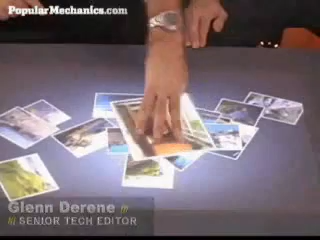 PopularMechanics.com
Glenn Derene ///
/// SENIOR TECH EDITOR